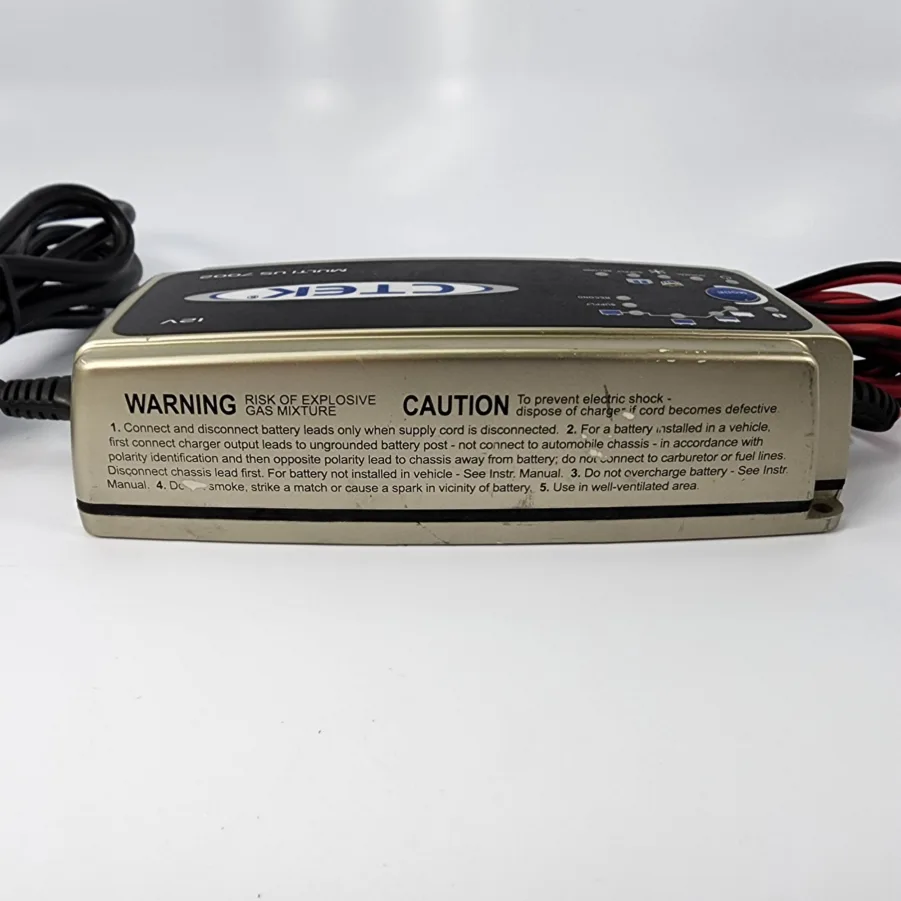 MULTI US 7002
CTEK
12V
RECOND
SUPPLY
MODE
WARNING RISK OF EXPLOSIVE
GAS MIXTURE
CAUTION To prevent electric shock -
dispose of charger if cord becomes defective.
1. Connect and disconnect battery leads only when supply cord is disconnected. 2. For a battery installed in a vehicle,
first connect charger output leads to ungrounded battery post - not connect to automobile chassis - in accordance with
polarity identification and then opposite polarity lead to chassis away from battery; do not connect to carburetor or fuel lines.
Disconnect chassis lead first. For battery not installed in vehicle - See Instr. Manual. 3. Do not overcharge battery - See Instr.
Manual. 4. Do smoke, strike a match or cause a spark in vicinity of battery. 5. Use in well-ventilated area.